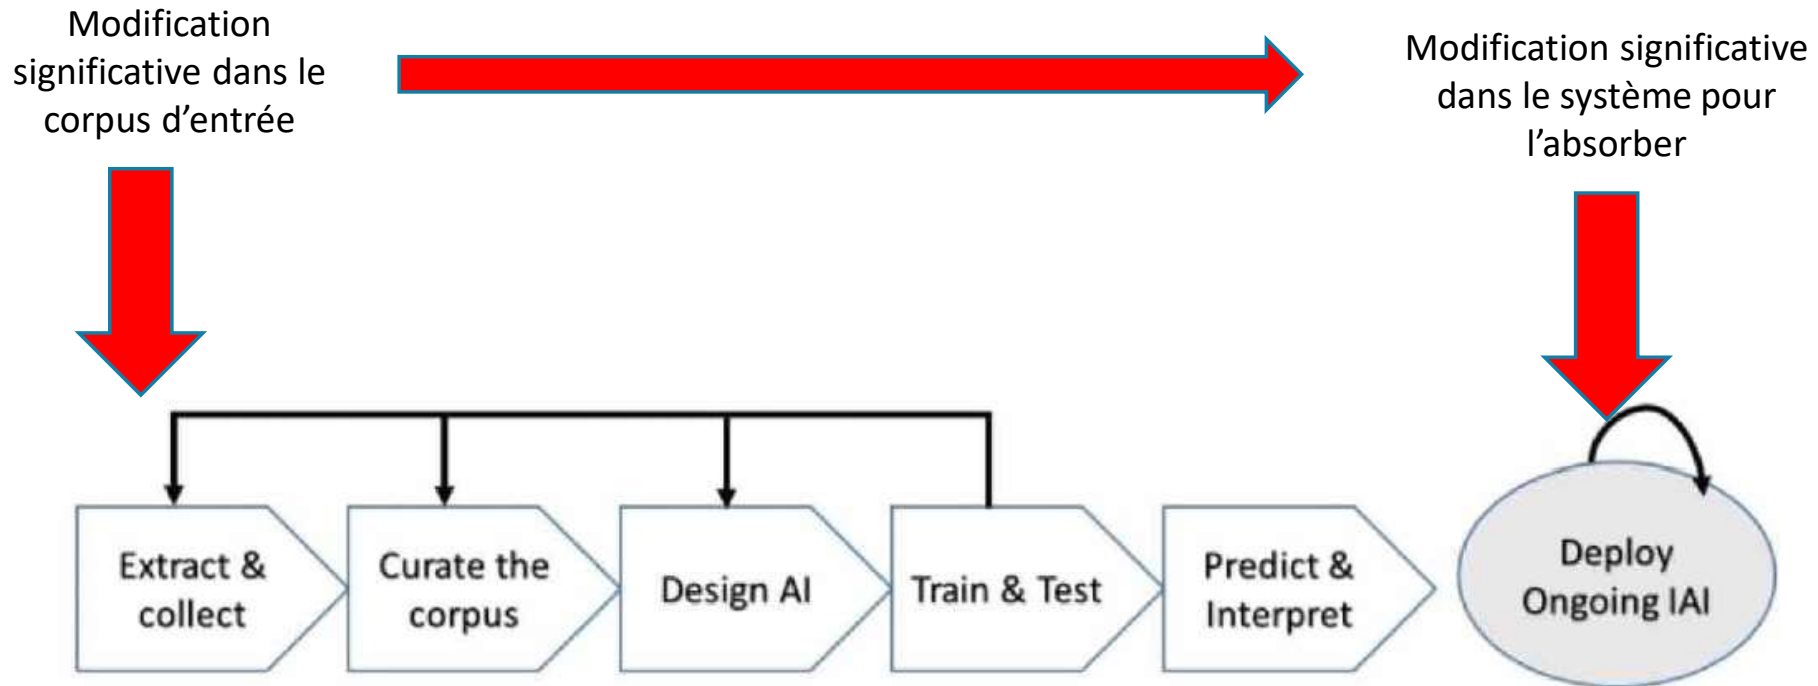 Modification
significative dans le
corpus d’entrée
Modification significative
dans le système pour
l’absorber
Extract &
collect
Curate the
corpus
Design AI
Train & Test
Predict &
Interpret
Deploy
Ongoing IAI